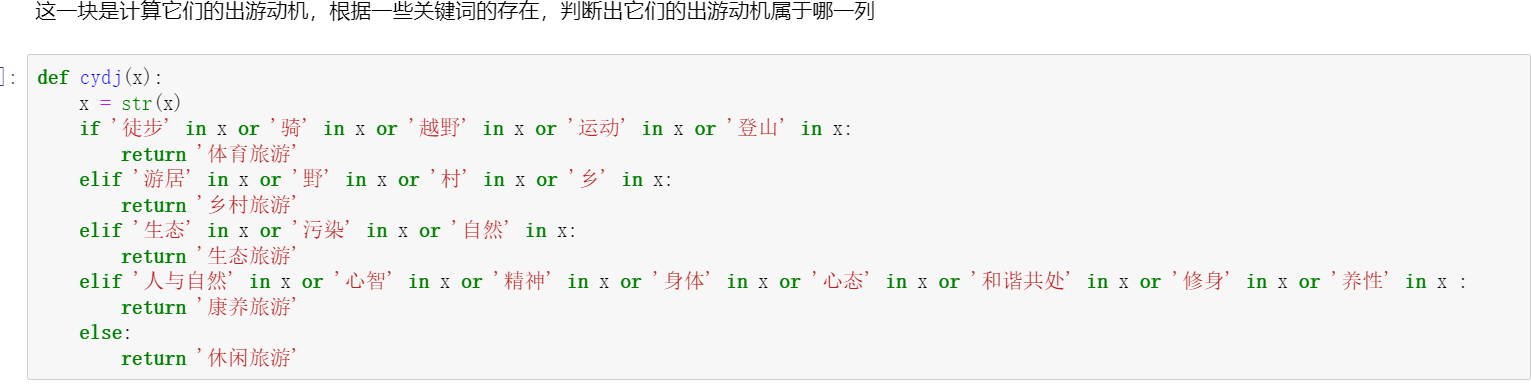 这一块是计算它们的出游动机，根据一些关键词的存在，判断出它们的出游动机属于哪一列
]:
def cydj(x):
    x = str(x)
    if '徒步' in x or '骑' in x or '越野' in x or '运动' in x or '登山' in x:
        return '体育旅游'
    elif '游居' in x or '野' in x or '村' in x or '乡' in x:
        return '乡村旅游'
    elif '生态' in x or '污染' in x or '自然' in x:
        return '生态旅游'
    elif '人与自然' in x or '心智' in x or '精神' in x or '身体' in x or '心态' in x or '和谐共处' in x or '修身' in x or '养性' in x :
        return '康养旅游'
    else:
        return '休闲旅游'